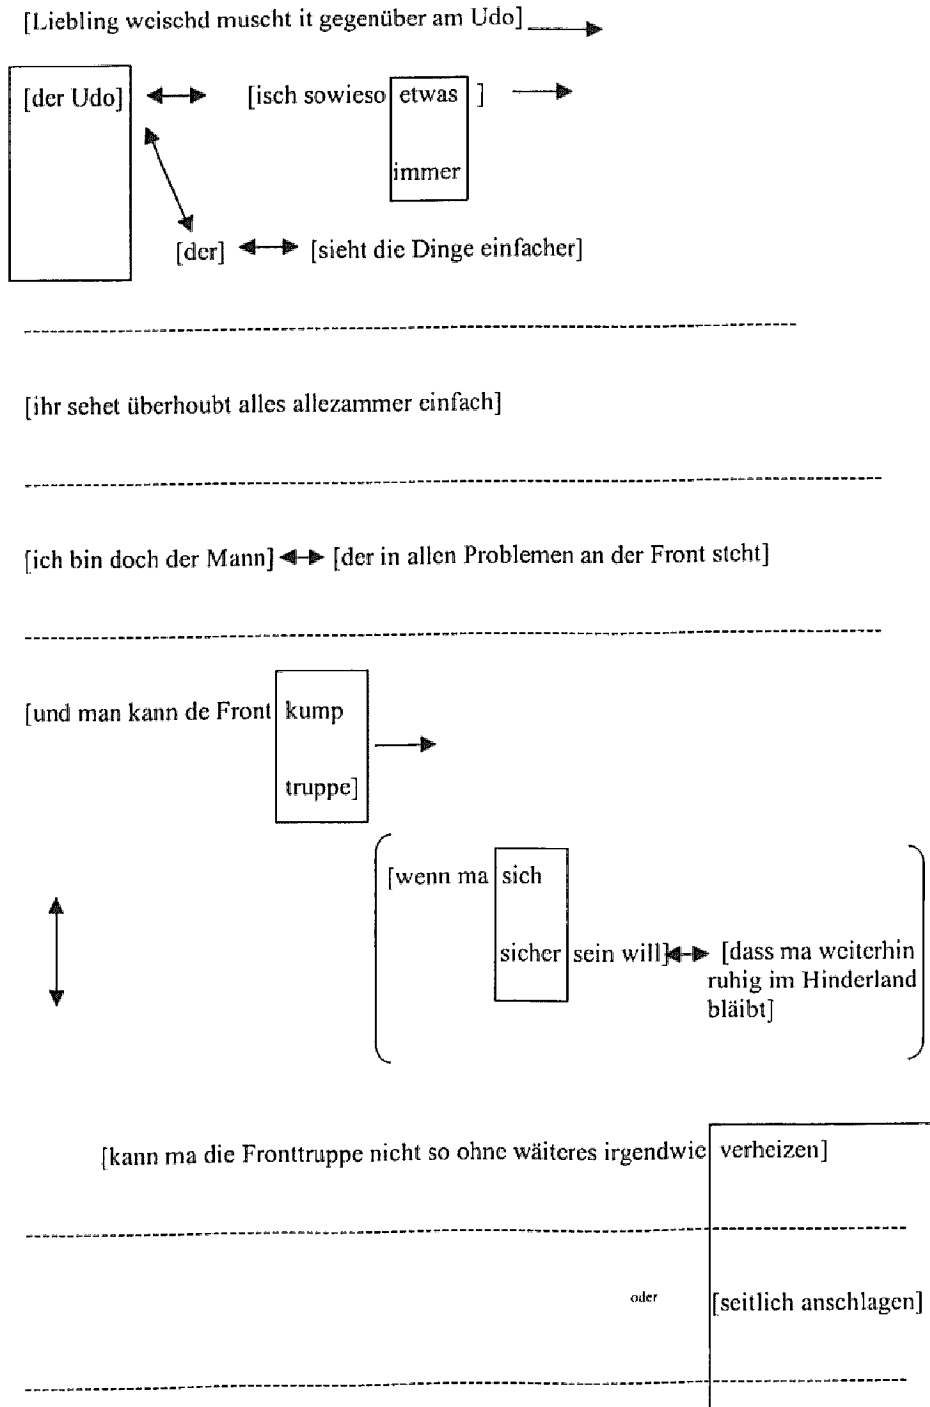 [Liebling weischd muscht it gegenüber am Udo]
[der Udo] [isch sowieso etwas ]
immer
[der] [sieht die Dinge einfacher]
[ihr sehet überhoubt alles allezammer einfach]
[ich bin doch der Mann] [der in allen Problemen an der Front steht]
[und man kann de Front kump
truppe]
[wenn ma sich
sicher sein will] [dass ma weiterhin
ruhig im Hinderland
bläibt]
[kann ma die Fronttruppe nicht so ohne wäiteres irgendwie verheizen]
oder [seitlich anschlagen]